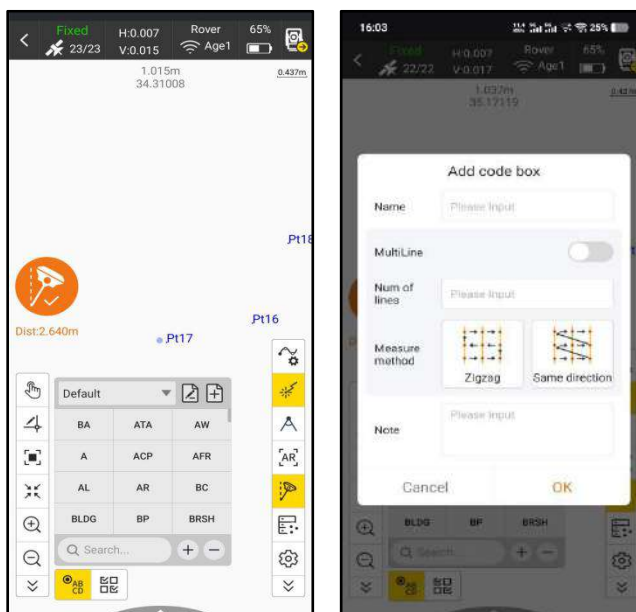 Fixed H:0.007 Rover 65%
23/23 V:0.015 Age1
1.015m
34.31008
0.437m
Pt18
Dist:2.640m
Pt16
Pt17
Default
BA ATA AW
A ACP AFR
AL AR BC
BLDG BP BRSH
Search...
AB
CD
AR
16:03 25%
Fixed H:0.007 Rover 65%
22/22 V:0.017 Age1
1.037m
35.17119
Add code box
Name Please Input
MultiLine
Num of
lines Please Input
Measure
method
Zigzag Same direction
Note Please Input
Cancel OK
BLDG BP BRSH
Search...
AB
CD